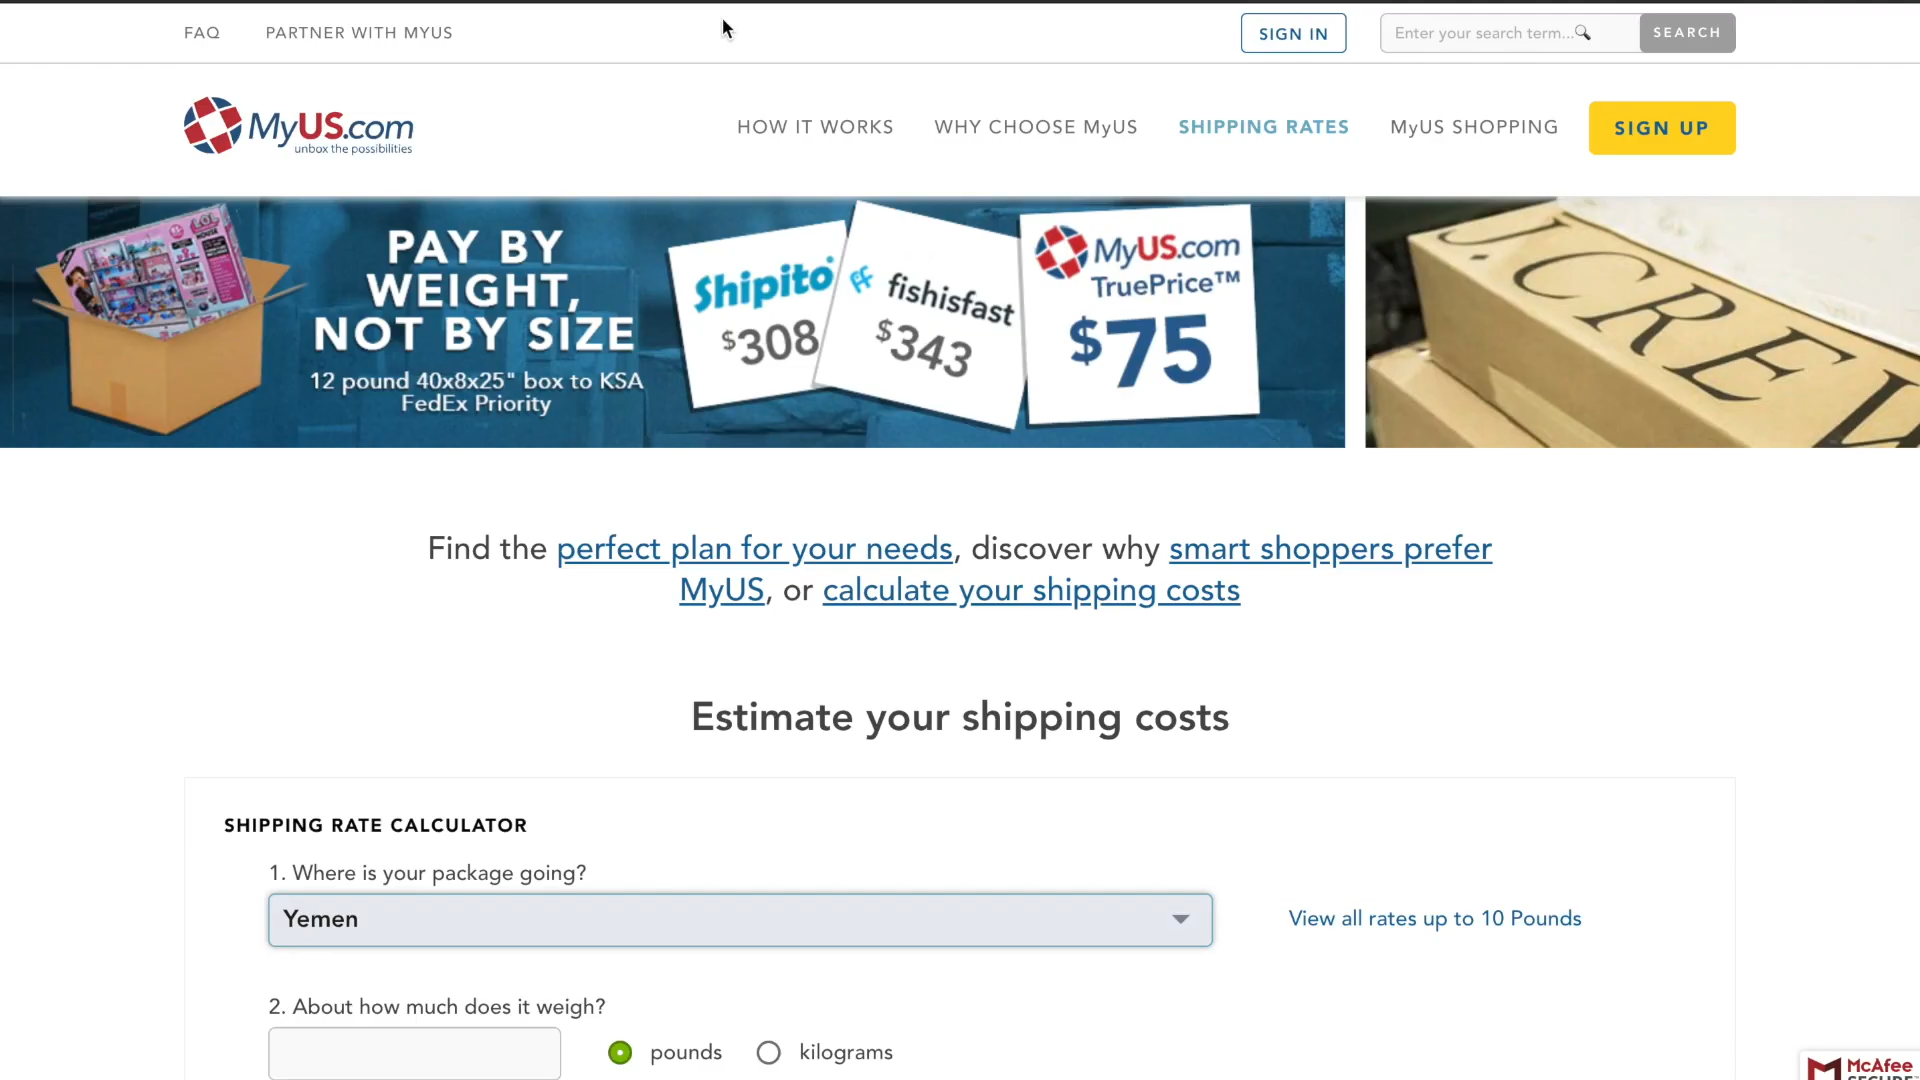 FAQ
PARTNER WITH MYUS
SIGN IN
Enter your search term...
SEARCH
MyUS.com
unbox the possibilities
HOW IT WORKS
WHY CHOOSE MyUS
SHIPPING RATES
MyUS SHOPPING
SIGN UP
PAY BY
WEIGHT,
NOT BY SIZE
12 pound 40x8x25" box to KSA
FedEx Priority
Shipito
$308
ff fishisfast
$343
MyUS.com
TruePrice™
$75
J.CREW
Find the perfect plan for your needs, discover why smart shoppers prefer
MyUS, or calculate your shipping costs
Estimate your shipping costs
SHIPPING RATE CALCULATOR
1. Where is your package going?
Yemen
View all rates up to 10 Pounds
2. About how much does it weigh?
pounds
kilograms
McAfee
SECURE